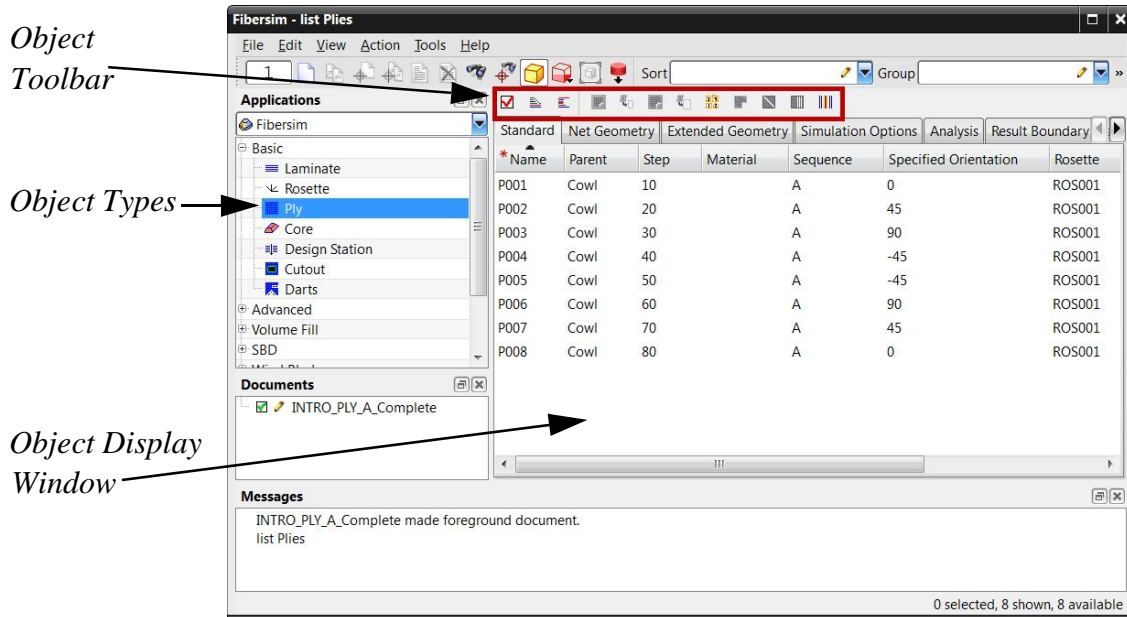 Object
Toolbar
Object Types
Object Display
Window
Fibersim - list Plies
File Edit View Action Tools Help
1 Sort Group »
Applications
Fibersim
Basic
Laminate
Rosette
Ply
Core
Design Station
Cutout
Darts
Advanced
Volume Fill
SBD
Standard Net Geometry Extended Geometry Simulation Options Analysis Result Boundary
*Name Parent Step Material Sequence Specified Orientation Rosette
P001 Cowl 10 A 0 ROS001
P002 Cowl 20 A 45 ROS001
P003 Cowl 30 A 90 ROS001
P004 Cowl 40 A -45 ROS001
P005 Cowl 50 A -45 ROS001
P006 Cowl 60 A 90 ROS001
P007 Cowl 70 A 45 ROS001
P008 Cowl 80 A 0 ROS001
Documents
INTRO_PLY_A_Complete
Messages
INTRO_PLY_A_Complete made foreground document.
list Plies
0 selected, 8 shown, 8 available